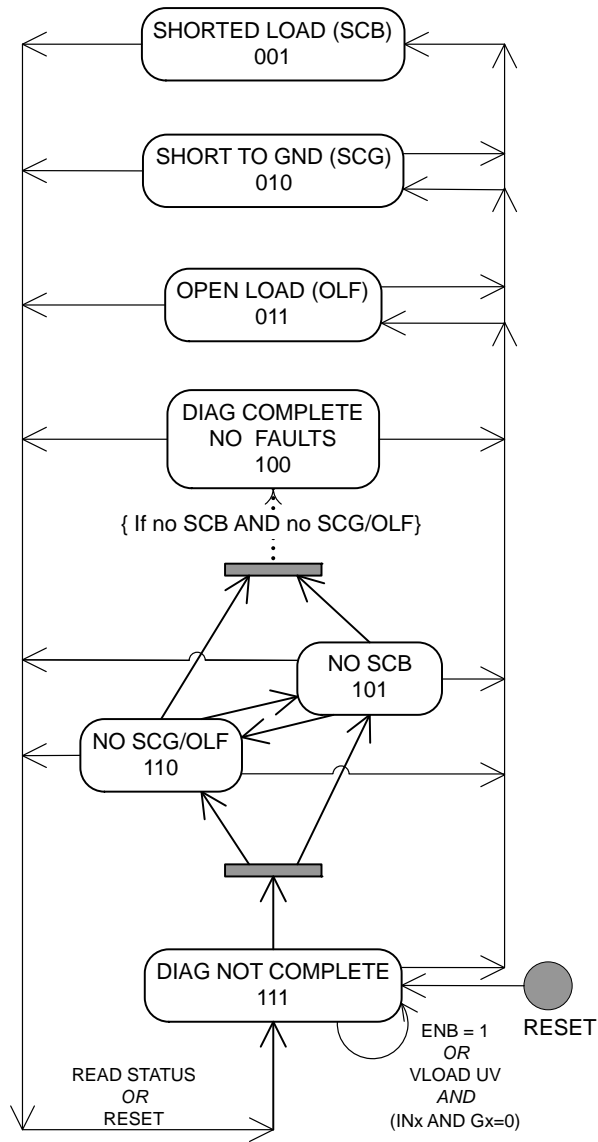 SHORTED LOAD (SCB)
001
SHORT TO GND (SCG)
010
OPEN LOAD (OLF)
011
DIAG COMPLETE
NO FAULTS
100
{ If no SCB AND no SCG/OLF}
NO SCB
101
NO SCG/OLF
110
DIAG NOT COMPLETE
111
RESET
ENB = 1
OR
VLOAD UV
AND
(INx AND Gx=0)
READ STATUS
OR
RESET